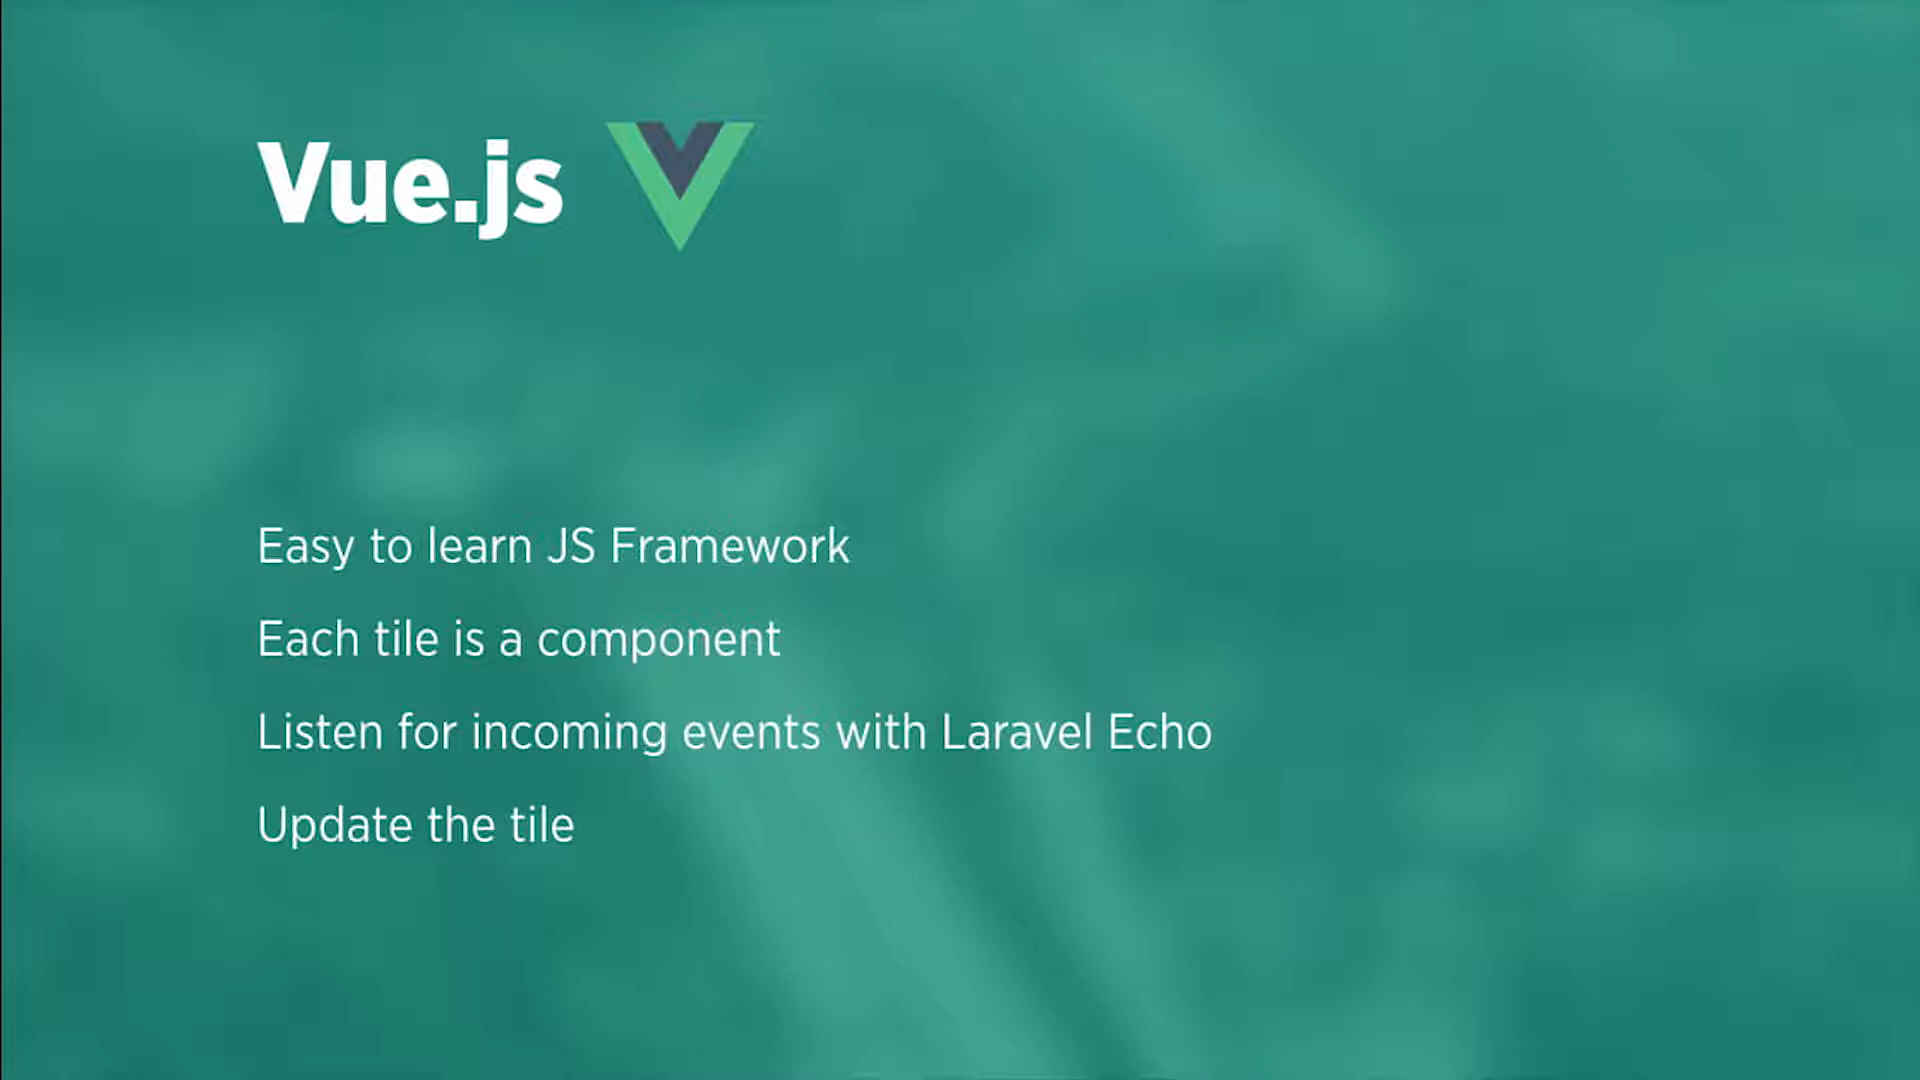 Vue.js
Easy to learn JS Framework
Each tile is a component
Listen for incoming events with Laravel Echo
Update the tile